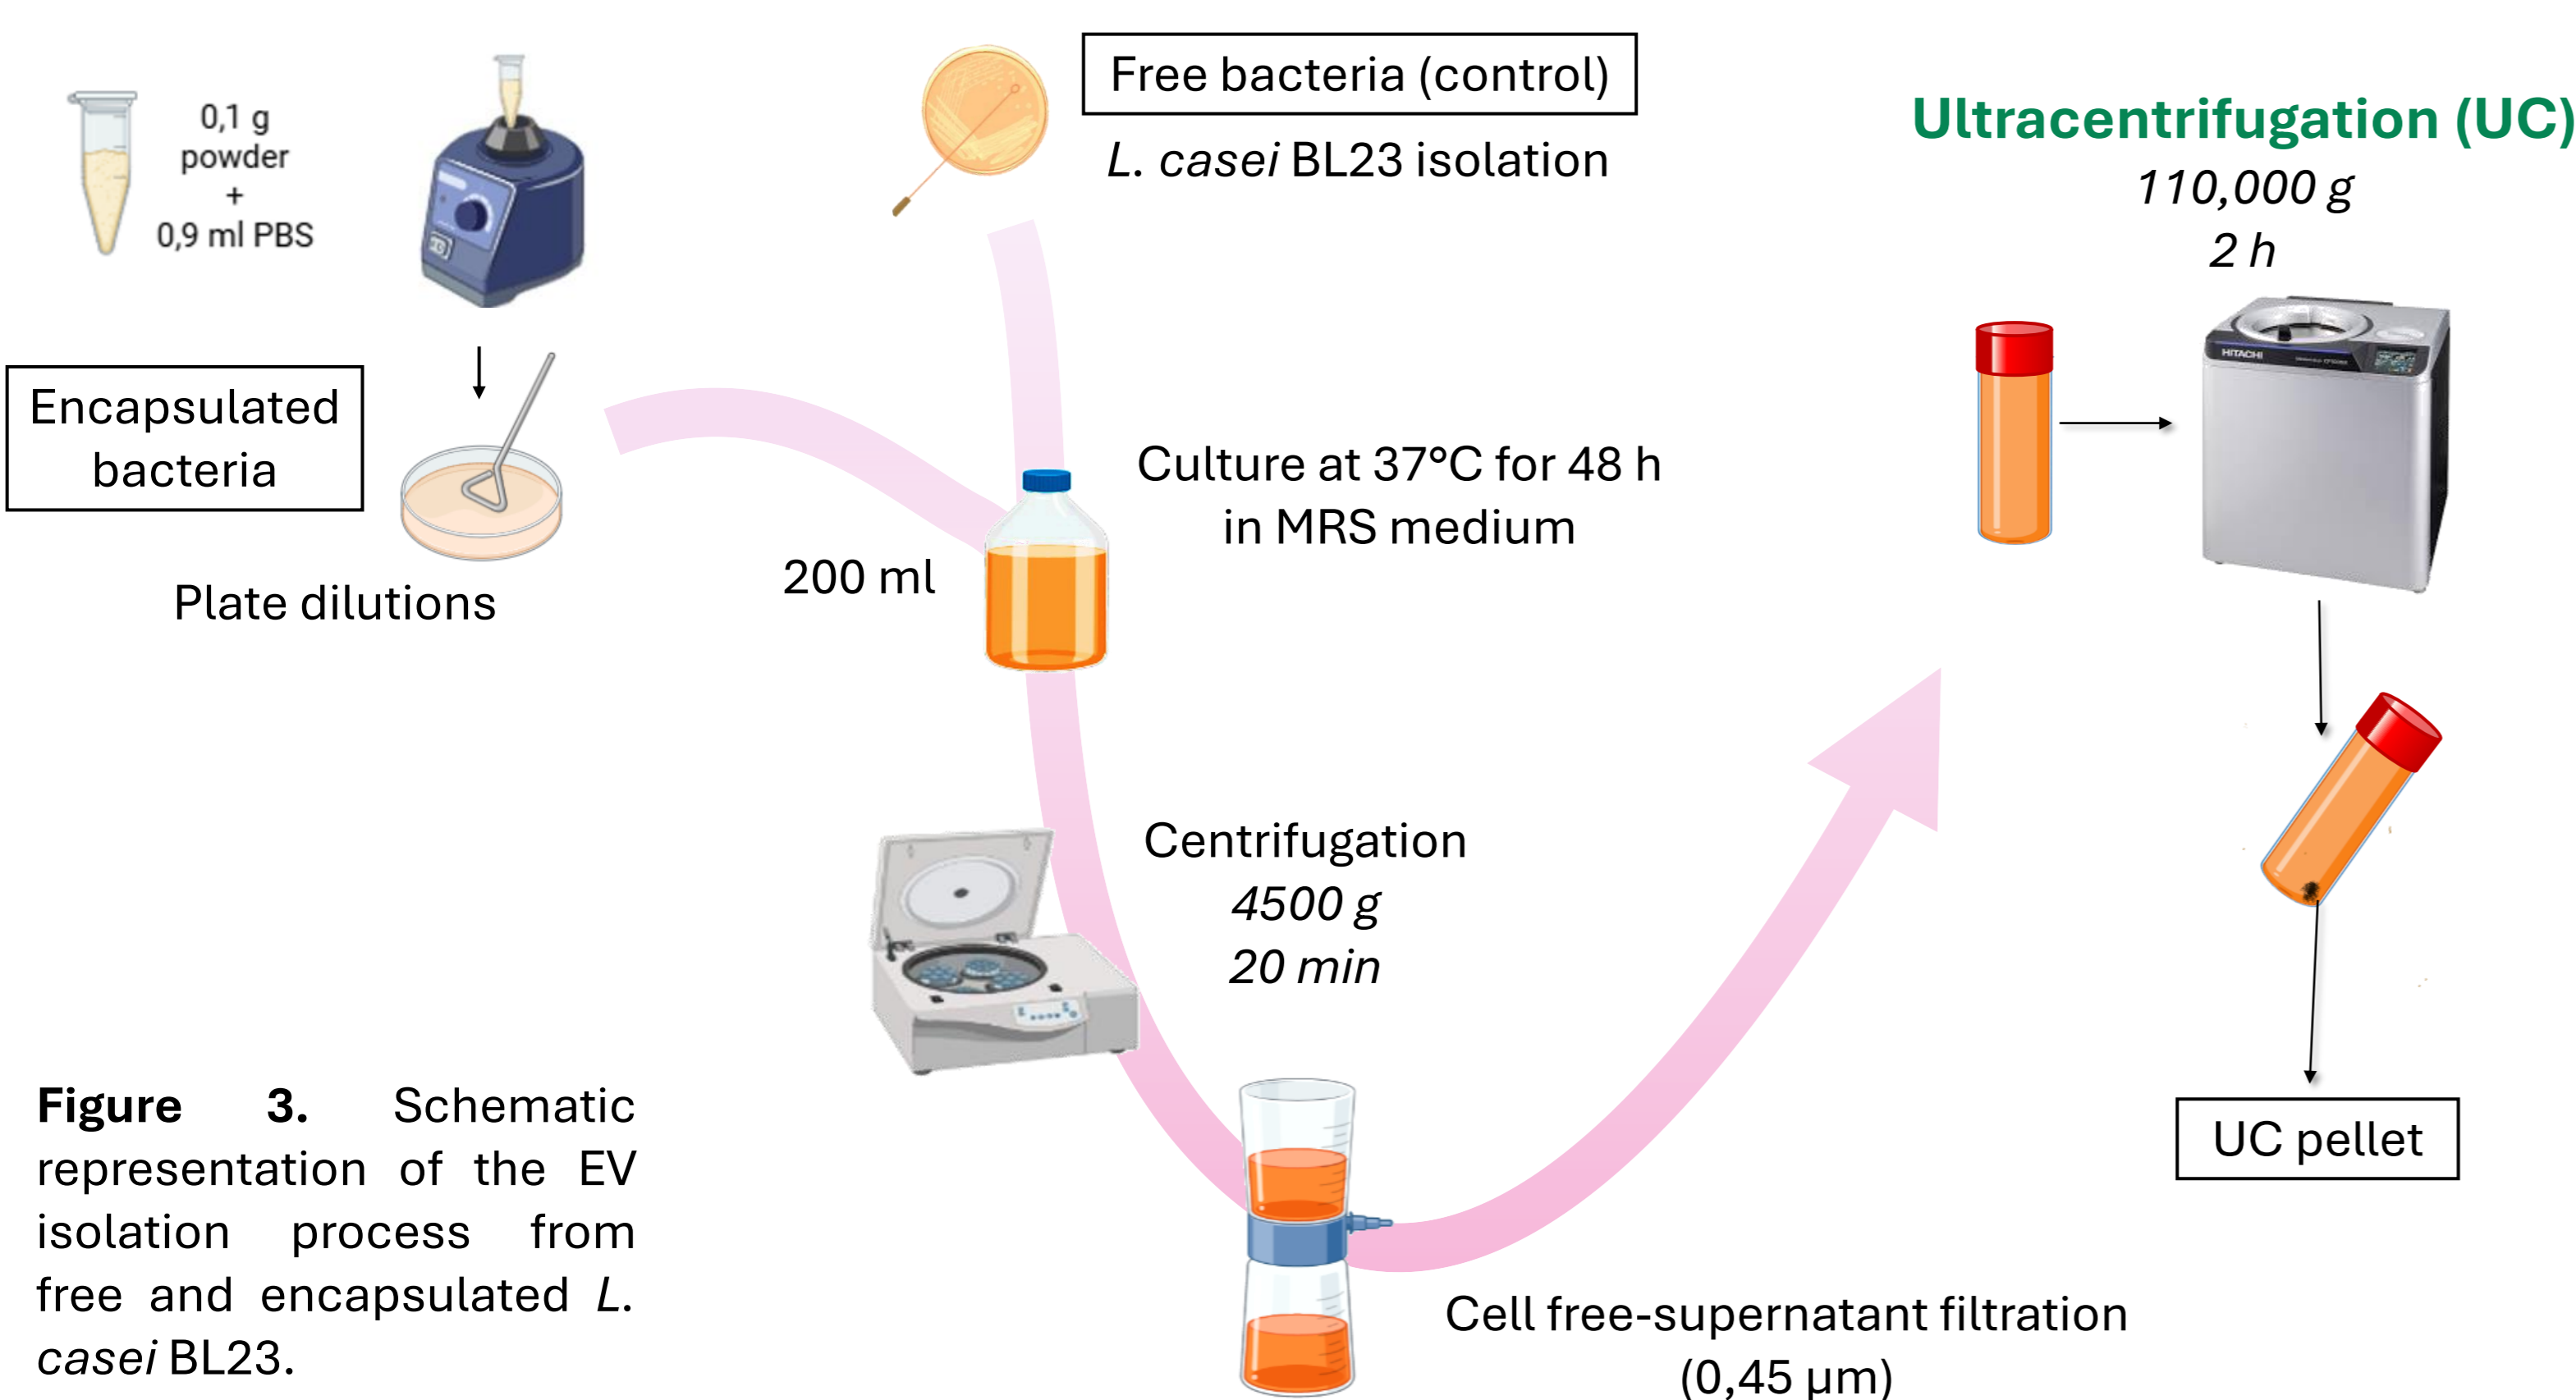 0,1 g
powder
+
0,9 ml PBS
Encapsulated
bacteria
Plate dilutions
Free bacteria (control)
L. casei BL23 isolation
200 ml
Culture at 37°C for 48 h
in MRS medium
Centrifugation
4500 g
20 min
Cell free-supernatant filtration
(0,45 µm)
Ultracentrifugation (UC)
110,000 g
2 h
HITACHI
UC pellet
Figure 3. Schematic
representation of the EV
isolation process from
free and encapsulated L.
casei BL23.